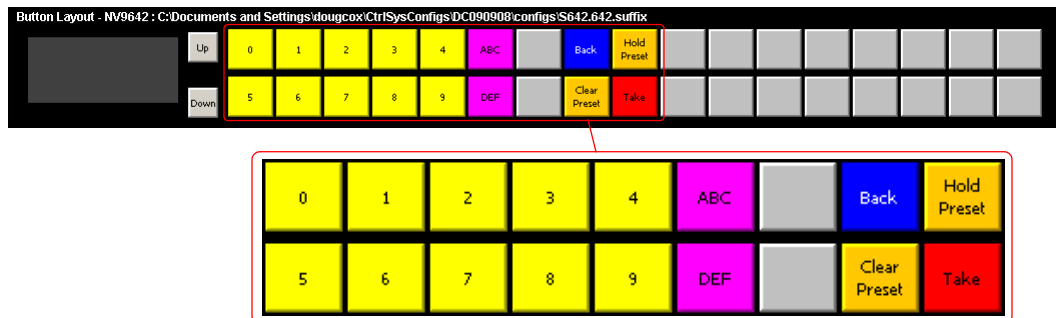 Button Layout - NV9642 : C:\Documents and Settings\dougcox\CtrlSysConfigs\DC090908\configs\S642.642.suffix
Up 0 1 2 3 4 ABC Back Hold Preset
Down 5 6 7 8 9 DEF Clear Preset Take
0 1 2 3 4 ABC Back Hold Preset
5 6 7 8 9 DEF Clear Preset Take